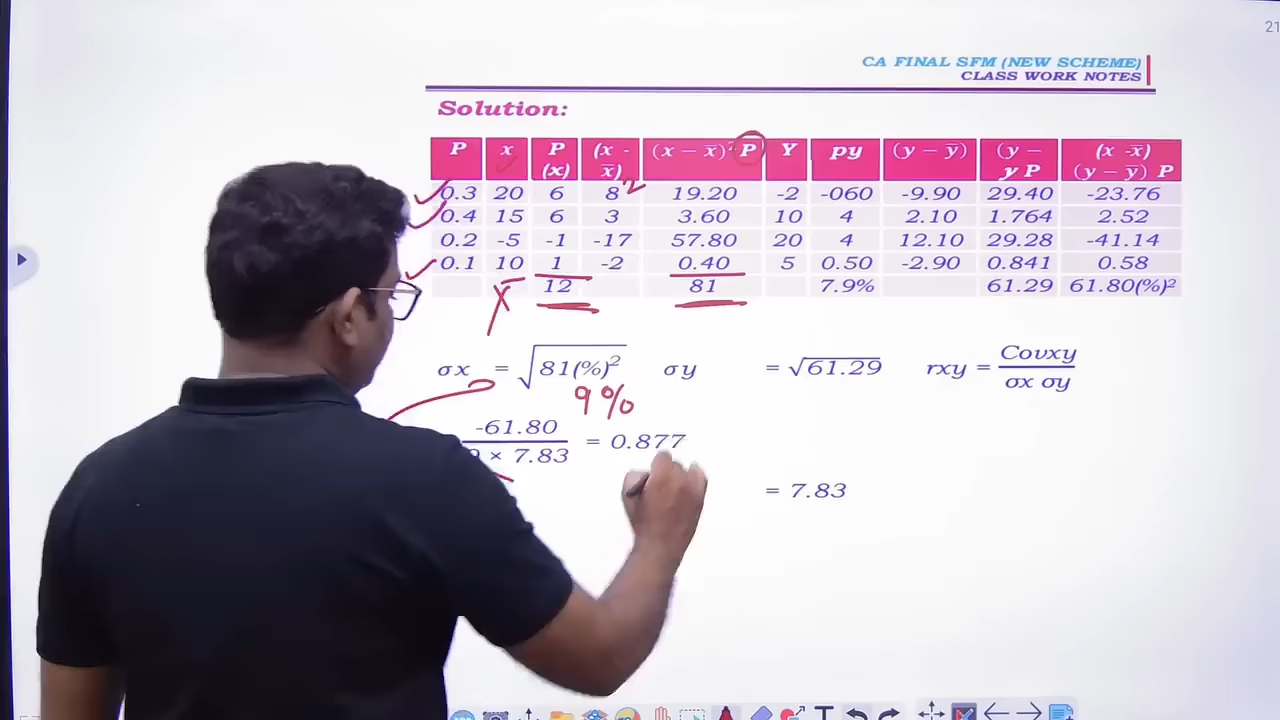 21
CA FINAL SFM (NEW SCHEME)
CLASS WORK NOTES
Solution:
P x P (x) (x - x̅) (x − x̅)² P Y py (y − y̅) (y − y P (x -x̅) (y − y̅) P
0.3 20 6 8 2 19.20 -2 -060 -9.90 29.40 -23.76
0.4 15 6 3 3.60 10 4 2.10 1.764 2.52
0.2 -5 -1 -17 57.80 20 4 12.10 29.28 -41.14
0.1 10 1 -2 0.40 5 0.50 -2.90 0.841 0.58
x̅ 12 81 7.9% 61.29 61.80(%)²
σx = √81(%)² σy = √61.29 rxy = Covxy / σx σy
9%
-61.80 / 9 × 7.83 = 0.877
= 7.83